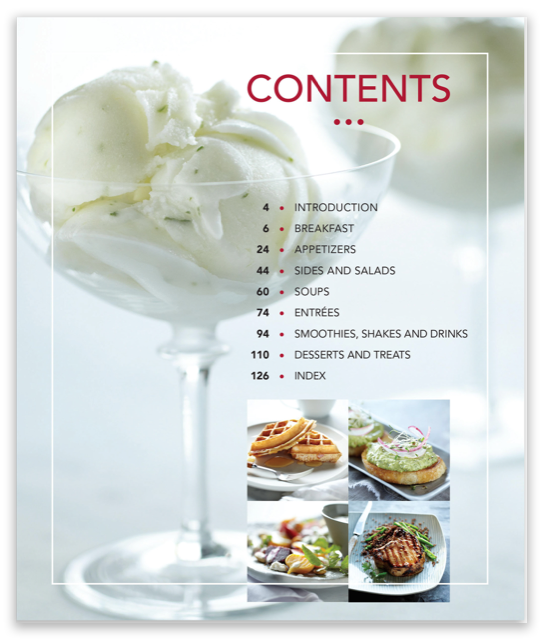 CONTENTS
4 • INTRODUCTION
6 • BREAKFAST
24 • APPETIZERS
44 • SIDES AND SALADS
60 • SOUPS
74 • ENTRÉES
94 • SMOOTHIES, SHAKES AND DRINKS
110 • DESSERTS AND TREATS
126 • INDEX